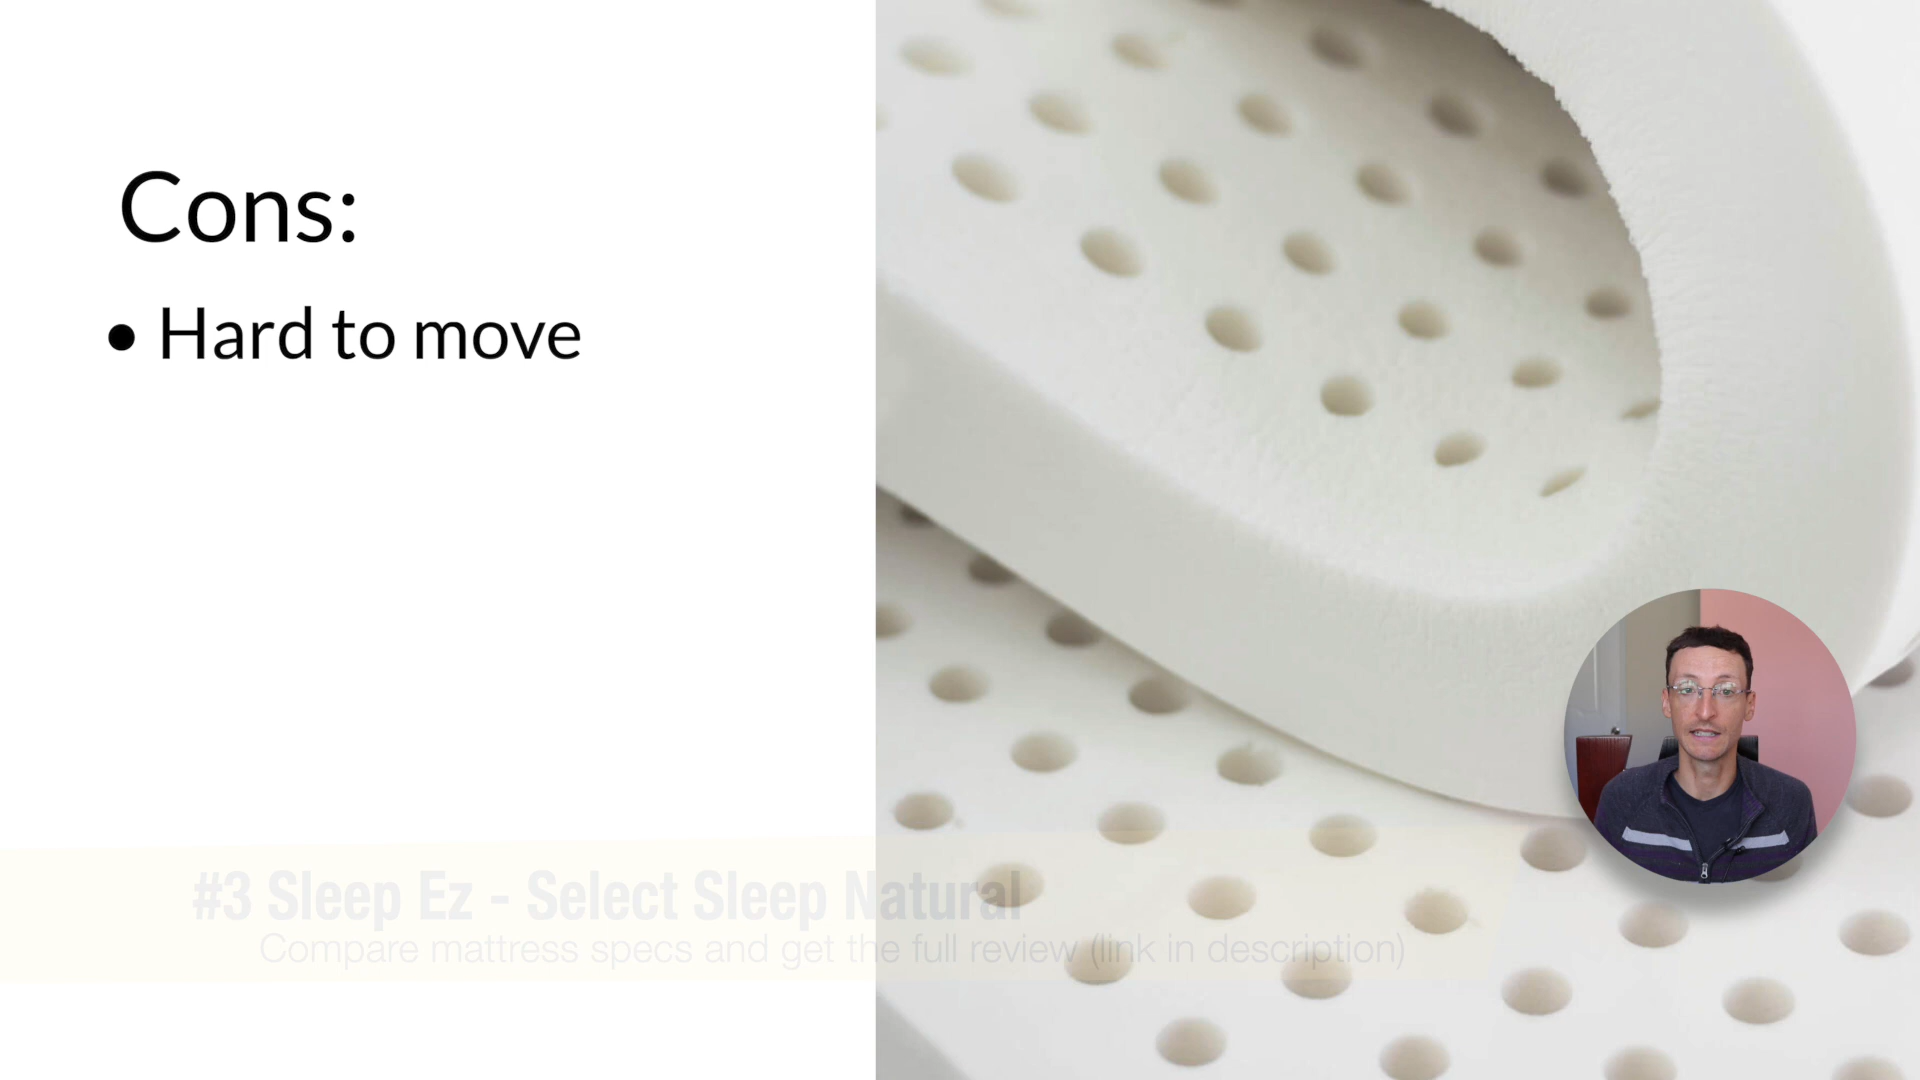 Cons:
• Hard to move
#3 Sleep Ez - Select Sleep Natural
Compare mattress specs and get the full review (link in description)